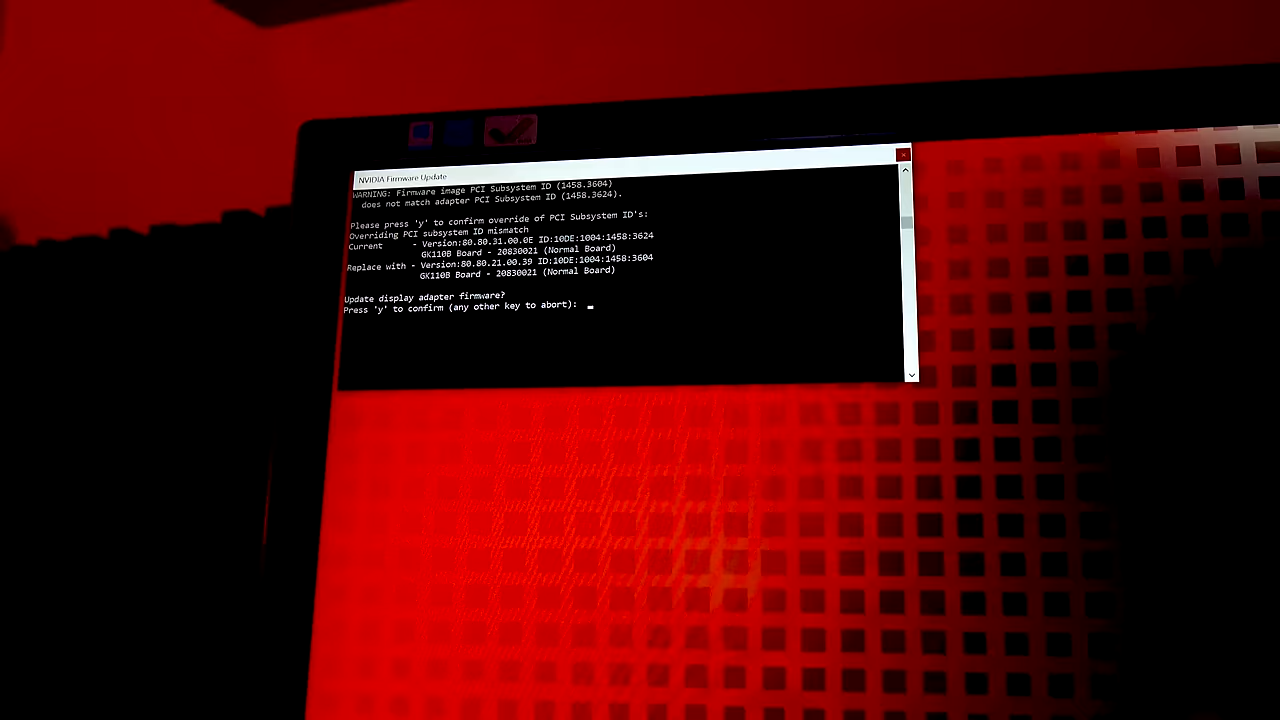 NVIDIA Firmware Update
WARNING: Firmware image PCI Subsystem ID (1458.3604)
does not match adapter PCI Subsystem ID (1458.3624).
Please press 'y' to confirm override of PCI Subsystem ID's:
Overriding PCI subsystem ID mismatch
Current - Version:80.80.31.00.0E ID:10DE:1004:1458:3624
GK110B Board - 20830021 (Normal Board)
Replace with - Version:80.80.21.00.39 ID:10DE:1004:1458:3604
GK110B Board - 20830021 (Normal Board)
Update display adapter firmware?
Press 'y' to confirm (any other key to abort):